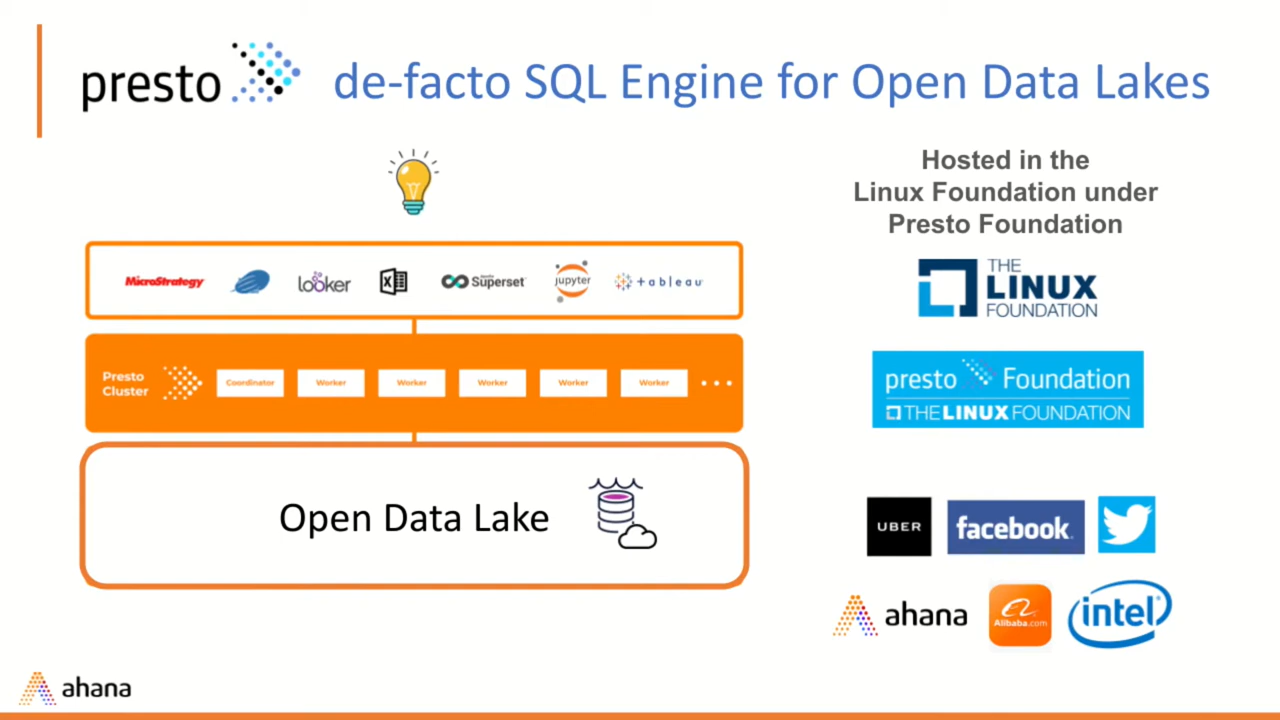 presto de-facto SQL Engine for Open Data Lakes
Hosted in the
Linux Foundation under
Presto Foundation
MicroStrategy looker X Apache Superset jupyter +ableau
THE
LINUX
FOUNDATION
Presto
Cluster
Coordinator Worker Worker Worker Worker Worker
presto Foundation
THE LINUX FOUNDATION
Open Data Lake
UBER facebook
ahana Alibaba.com intel
ahana